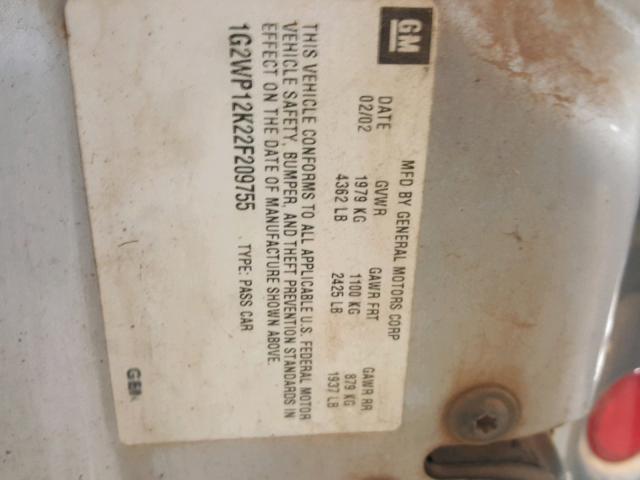 GM
MFD BY GENERAL MOTORS CORP
DATE GVWR GAWR FRT GAWR RR
02/02 1979 KG 1100 KG 879 KG
4362 LB 2425 LB 1937 LB
THIS VEHICLE CONFORMS TO ALL APPLICABLE U.S. FEDERAL MOTOR
VEHICLE SAFETY, BUMPER, AND THEFT PREVENTION STANDARDS IN
EFFECT ON THE DATE OF MANUFACTURE SHOWN ABOVE.
1G2WP12K22F209755 TYPE: PASS CAR